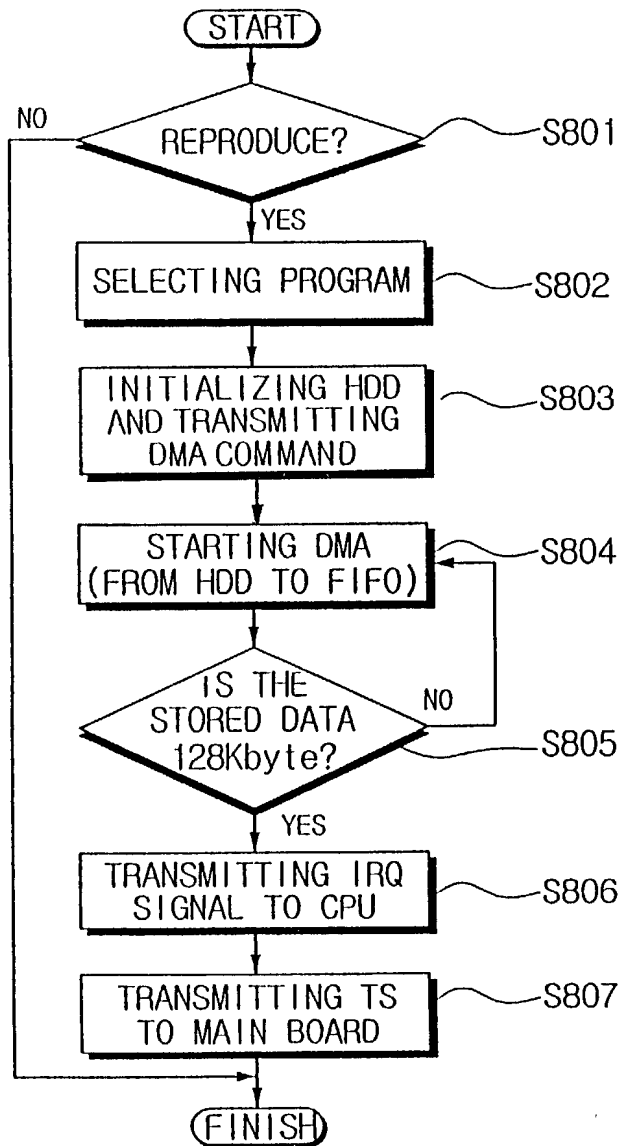 START
NO
REPRODUCE?
S801
YES
SELECTING PROGRAM
S802
INITIALIZING HDD
AND TRANSMITTING
DMA COMMAND
S803
STARTING DMA
(FROM HDD TO FIFO)
S804
IS THE
STORED DATA
128Kbyte?
NO
S805
YES
TRANSMITTING IRQ
SIGNAL TO CPU
S806
TRANSMITTING TS
TO MAIN BOARD
S807
FINISH